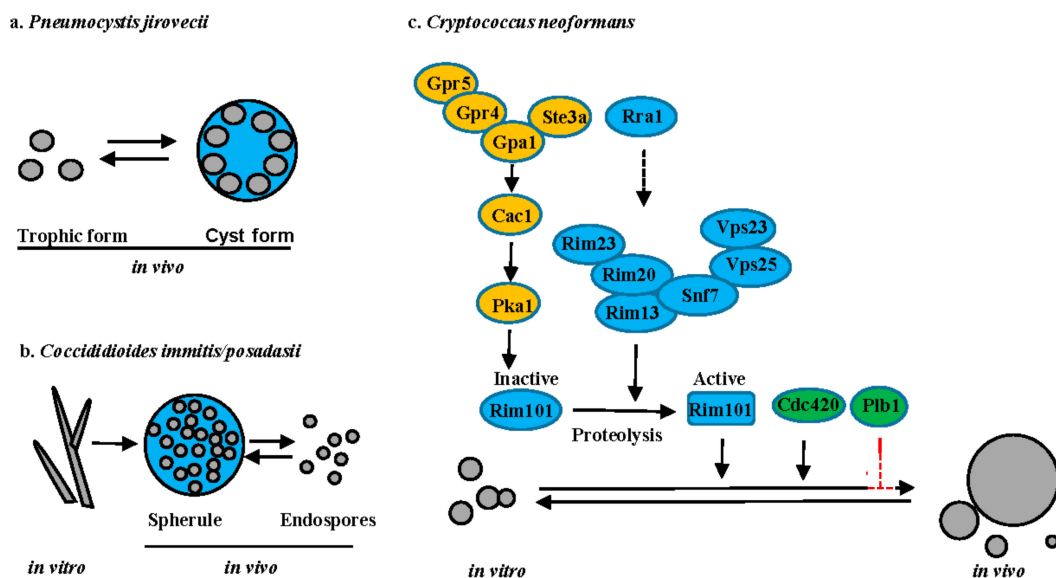 a. Pneumocystis jirovecii
Trophic form
Cyst form
in vivo
b. Coccididioides immitis/posadasii
Spherule
Endospores
in vitro
in vivo
c. Cryptococcus neoformans
Gpr5
Gpr4
Ste3a
Gpa1
Rra1
Cac1
Pka1
Rim23
Rim20
Rim13
Snf7
Vps23
Vps25
Inactive
Rim101
Proteolysis
Active
Rim101
Cdc420
Plb1
in vitro
in vivo